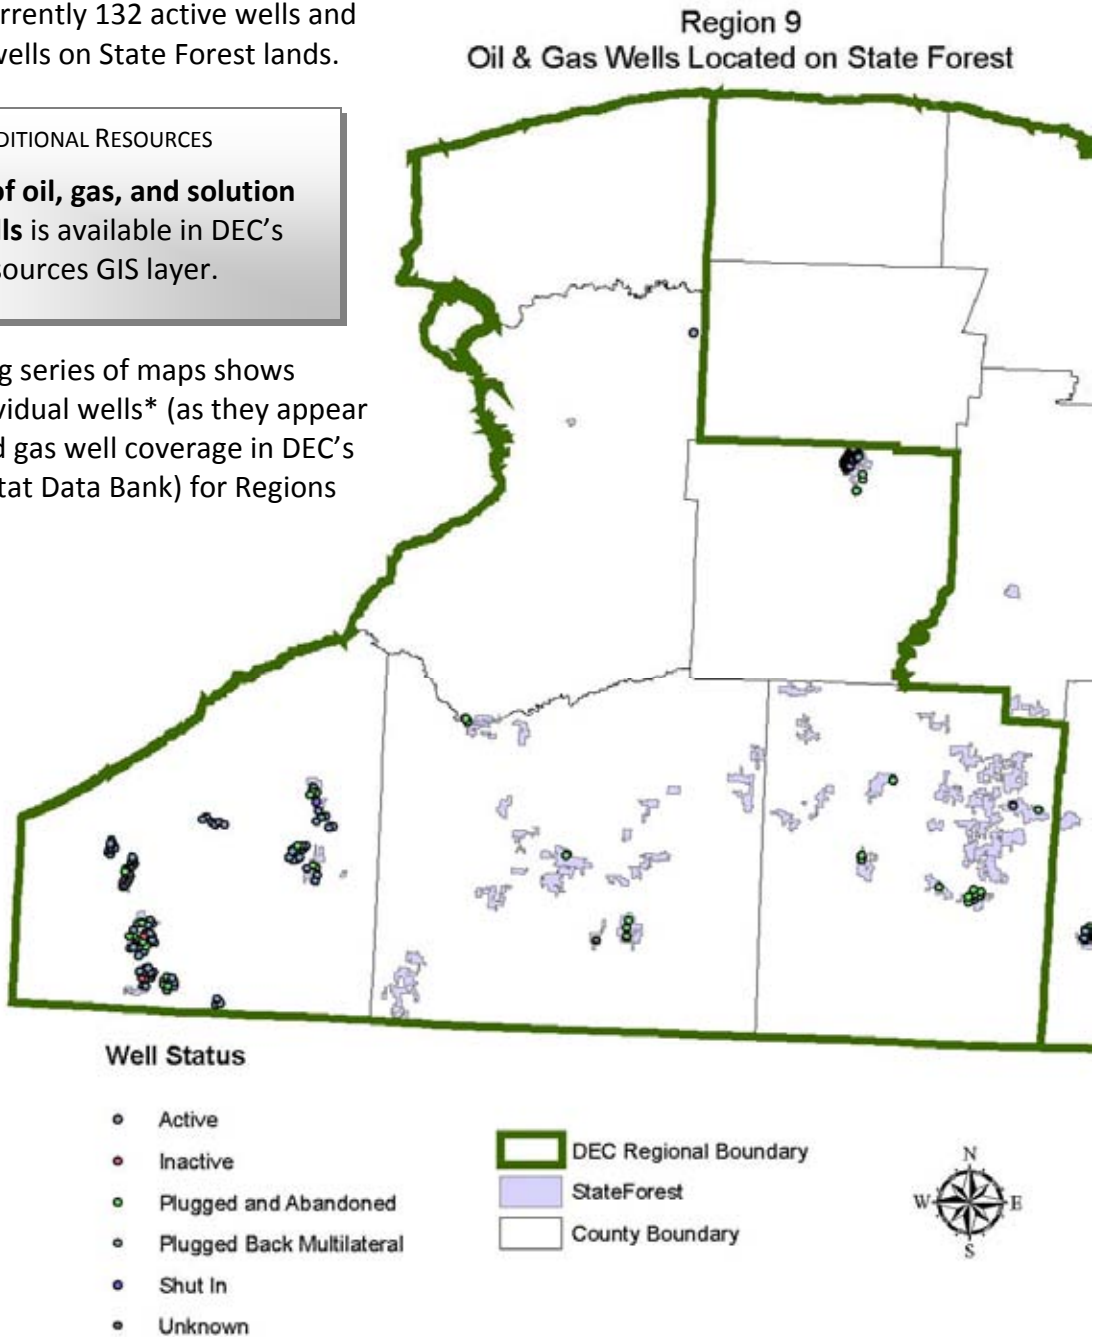 rrently 132 active wells and
wells on State Forest lands.
DITIONAL RESOURCES
of oil, gas, and solution
lls is available in DEC's
sources GIS layer.
g series of maps shows
vidual wells* (as they appear
d gas well coverage in DEC's
tat Data Bank) for Regions
Region 9
Oil & Gas Wells Located on State Forest
Well Status
Active
Inactive
Plugged and Abandoned
Plugged Back Multilateral
Shut In
Unknown
DEC Regional Boundary
StateForest
County Boundary
N
W E
S